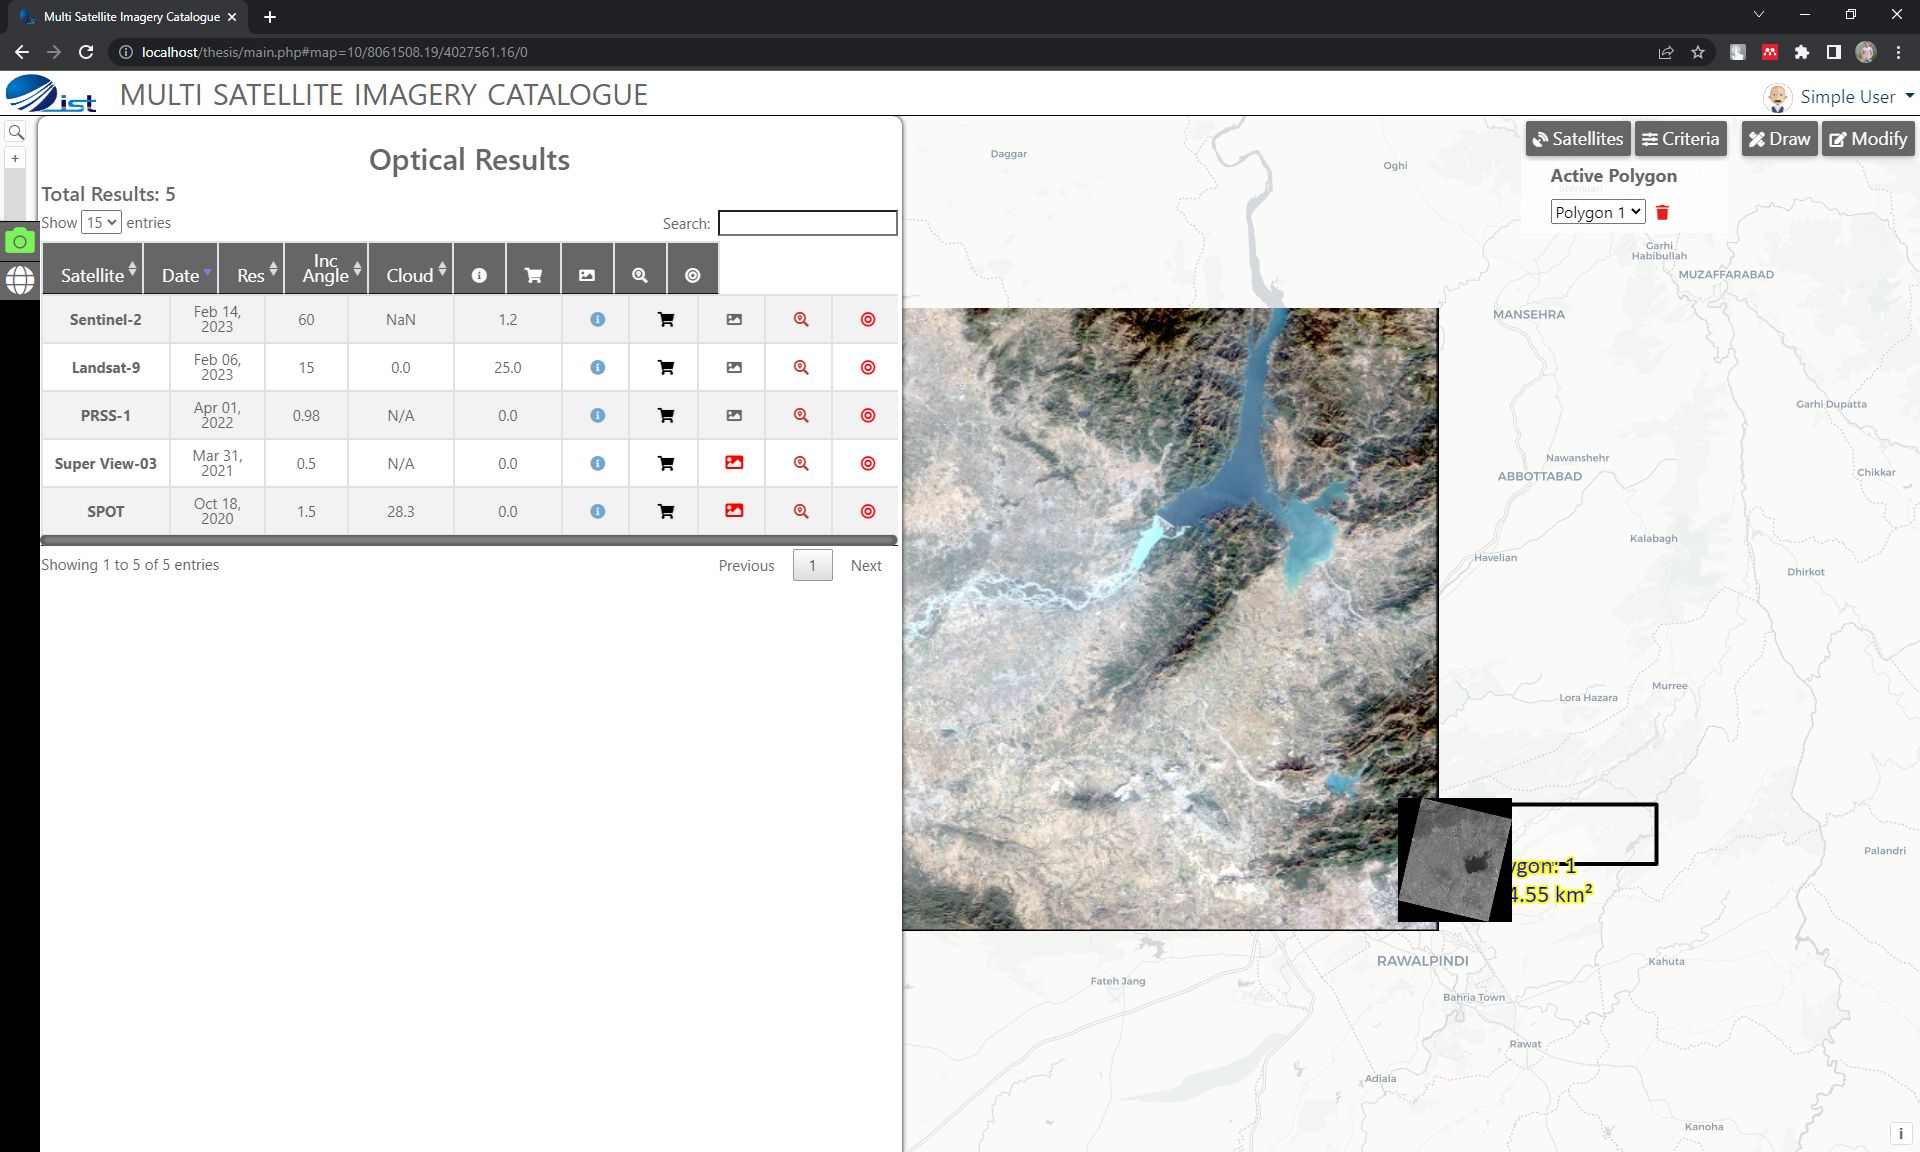 Multi Satellite Imagery Catalogue
localhost/thesis/main.php#map=10/8061508.19/4027561.16/0
ist
MULTI SATELLITE IMAGERY CATALOGUE
Simple User
Satellites
Criteria
Draw
Modify
Active Polygon
Polygon 1
+
Optical Results
Total Results: 5
Show 15 entries
Search:
Satellite Date Res Inc Angle Cloud
Sentinel-2 Feb 14, 2023 60 NaN 1.2
Landsat-9 Feb 06, 2023 15 0.0 25.0
PRSS-1 Apr 01, 2022 0.98 N/A 0.0
Super View-03 Mar 31, 2021 0.5 N/A 0.0
SPOT Oct 18, 2020 1.5 28.3 0.0
Showing 1 to 5 of 5 entries
Previous 1 Next
Daggar
Oghi
Shinkiari
Garhi
Habibullah
MUZAFFARABAD
MANSEHRA
Garhi Dupatta
Nawanshehr
ABBOTTABAD
Chikkar
Kalabagh
Havelian
Dhirkot
Murree
Lora Hazara
Palandri
ygon: 1
4.55 km²
RAWALPINDI
Kahuta
Fateh Jang
Bahria Town
Rawat
Adiala
Kanoha
i